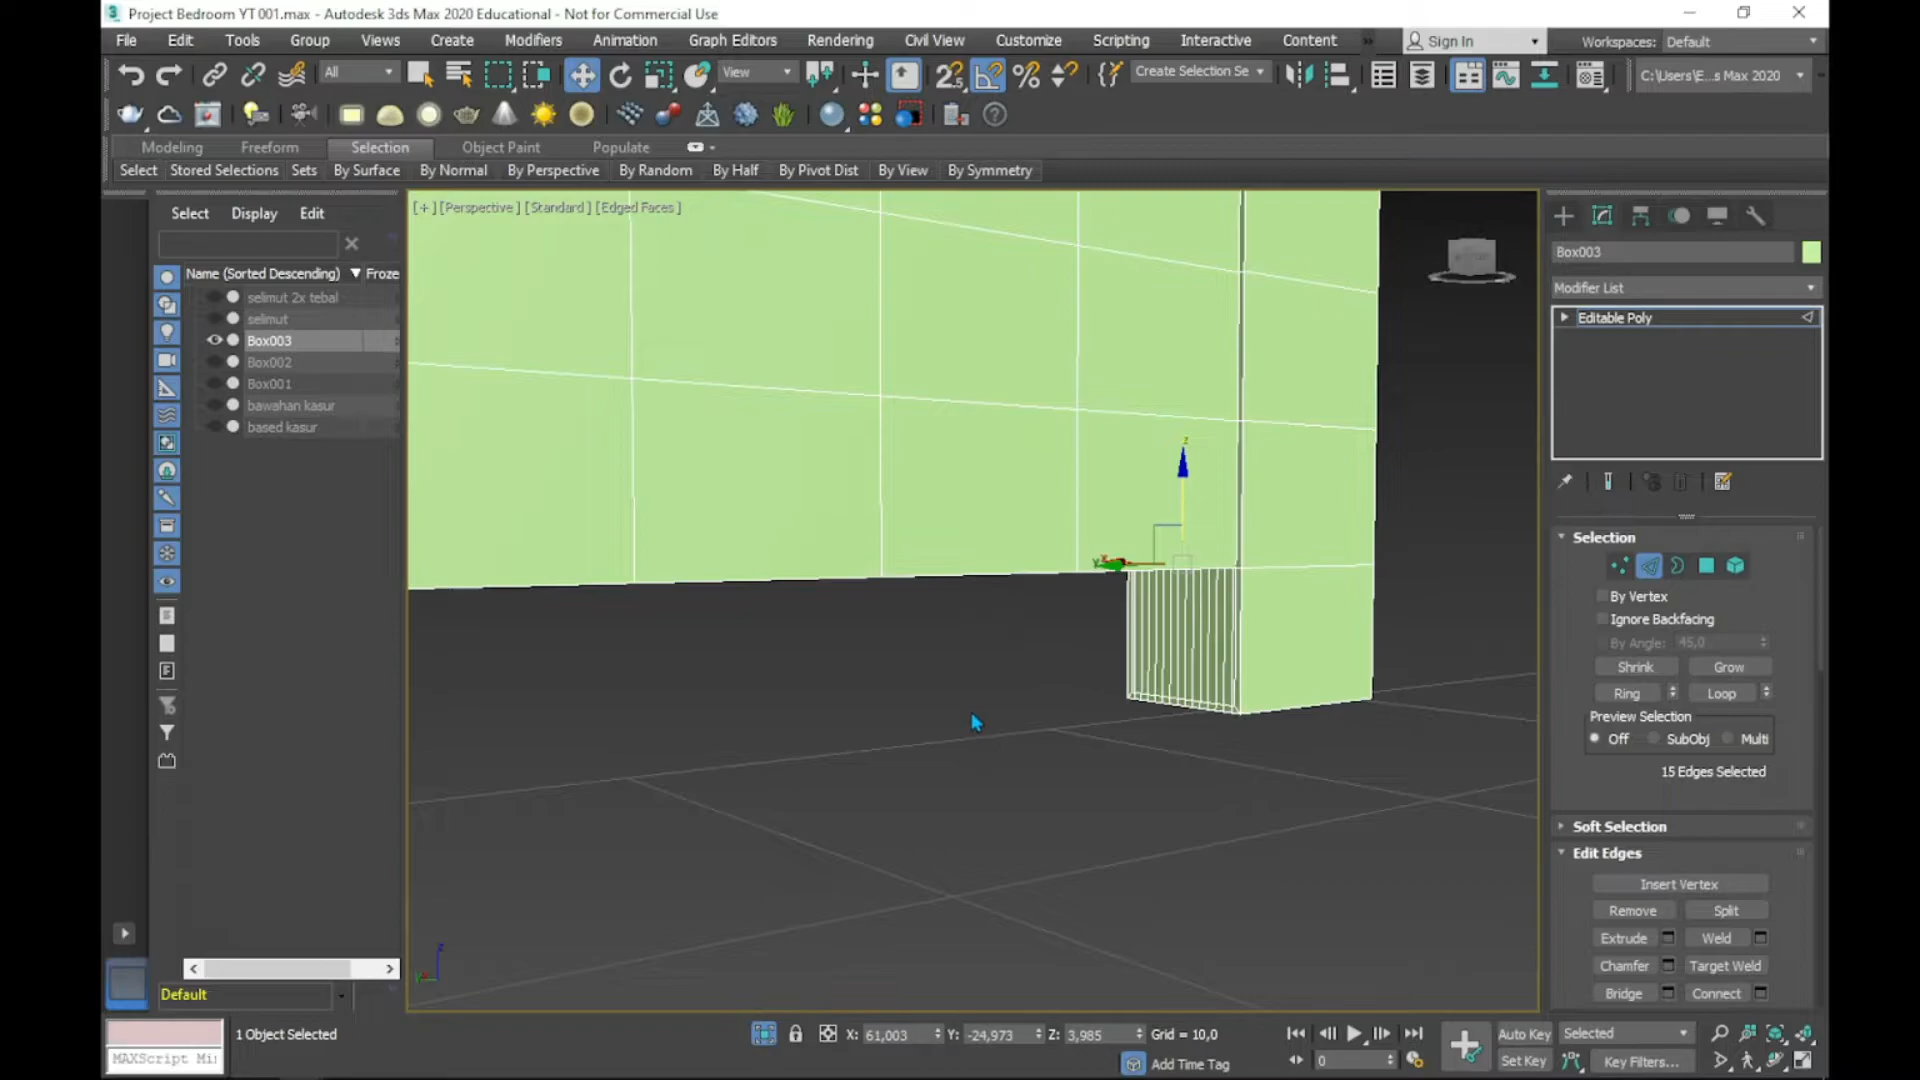 Project Bedroom YT 001.max - Autodesk 3ds Max 2020 Educational - Not for Commercial Use
File Edit Tools Group Views Create Modifiers Animation Graph Editors Rendering Civil View Customize Scripting Interactive Content » Sign In Workspaces: Default
All View Create Selection Se C:\Users\E...s Max 2020
Modeling Freeform Selection Object Paint Populate
Select Stored Selections Sets By Surface By Normal By Perspective By Random By Half By Pivot Dist By View By Symmetry
Select Display Edit
[+] [Perspective] [Standard] [Edged Faces]
Name (Sorted Descending) Froze
selimut 2x tebal
selimut
Box003
Box002
Box001
bawahan kasur
based kasur
Box003
Modifier List
Editable Poly
Selection
By Vertex
Ignore Backfacing
By Angle: 45,0
Shrink Grow
Ring Loop
Preview Selection
Off SubObj Multi
15 Edges Selected
Soft Selection
Edit Edges
Insert Vertex
Remove Split
Extrude Weld
Chamfer Target Weld
Bridge Connect
Default
1 Object Selected X: 61,003 Y: -24,973 Z: 3,985 Grid = 10,0 Auto Key Selected
MAXScript Mi Add Time Tag 0 Set Key Key Filters...